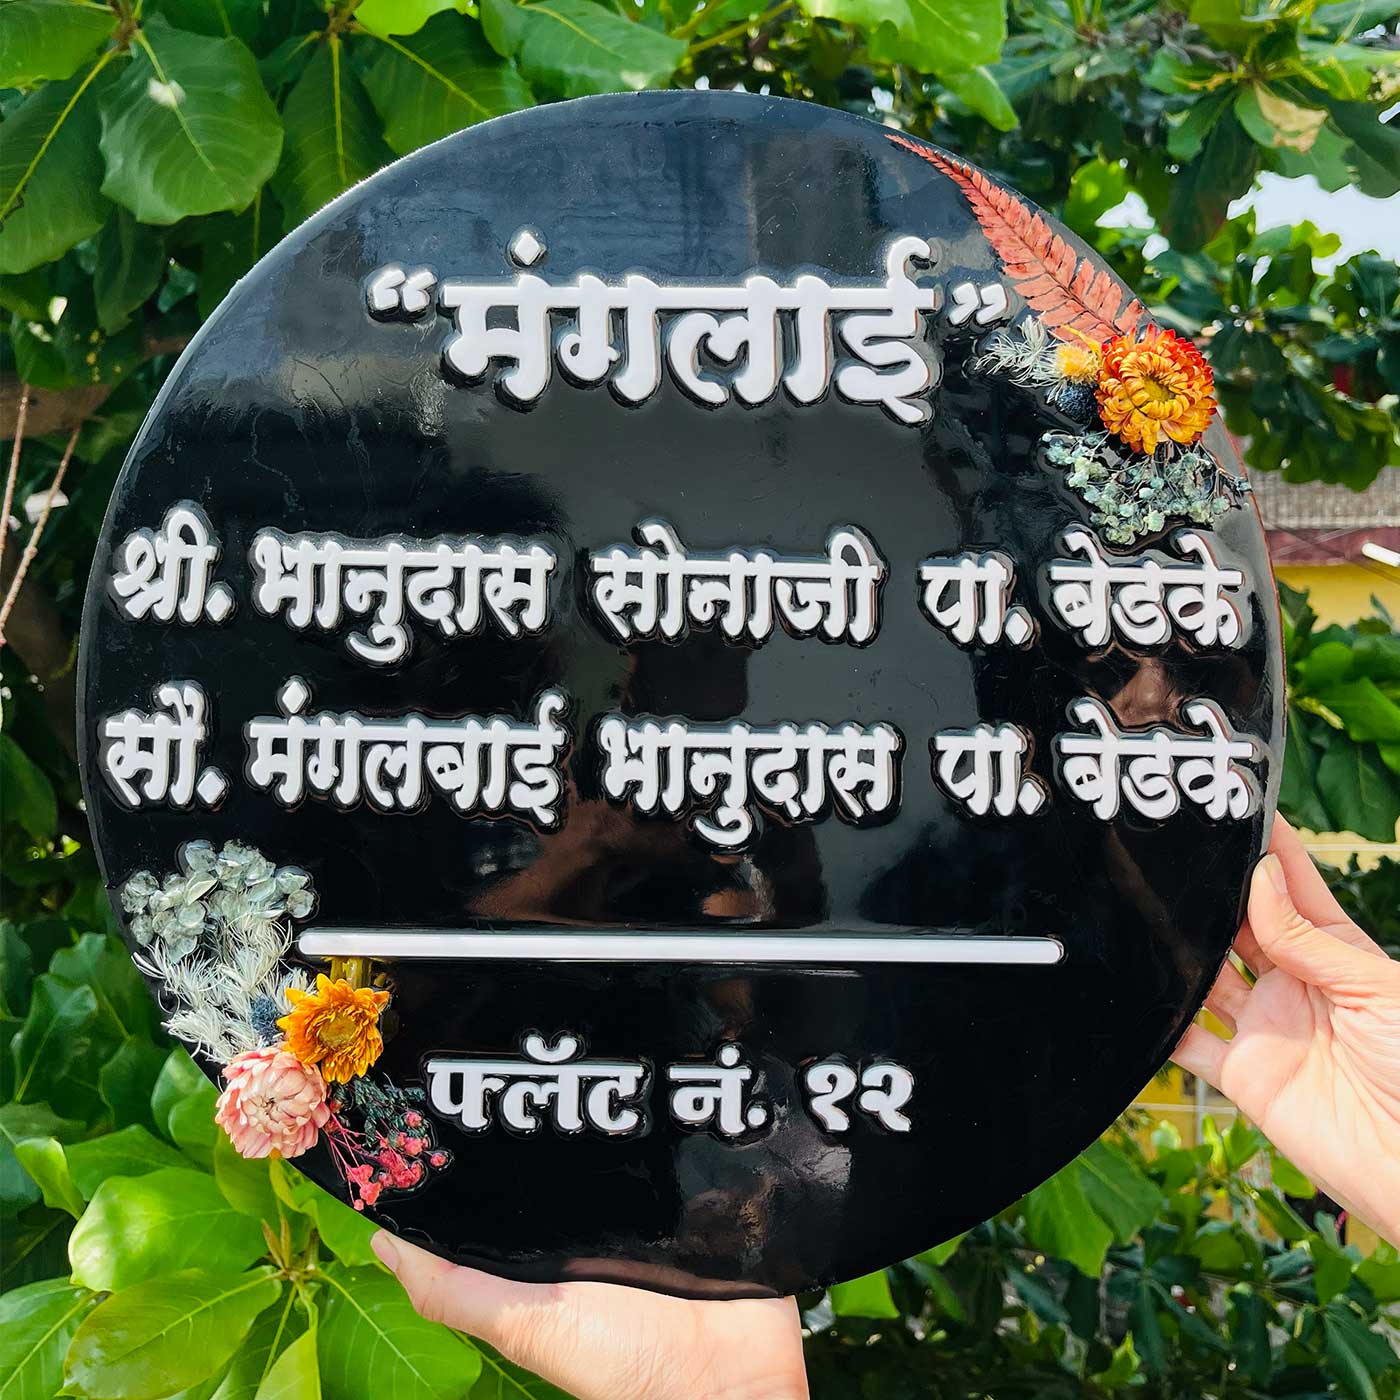 “मंगलाई”
श्री. भानुदास सोनाजी पा. बेडके
सौ. मंगलबाई भानुदास पा. बेडके
फ्लॅट नं. १२